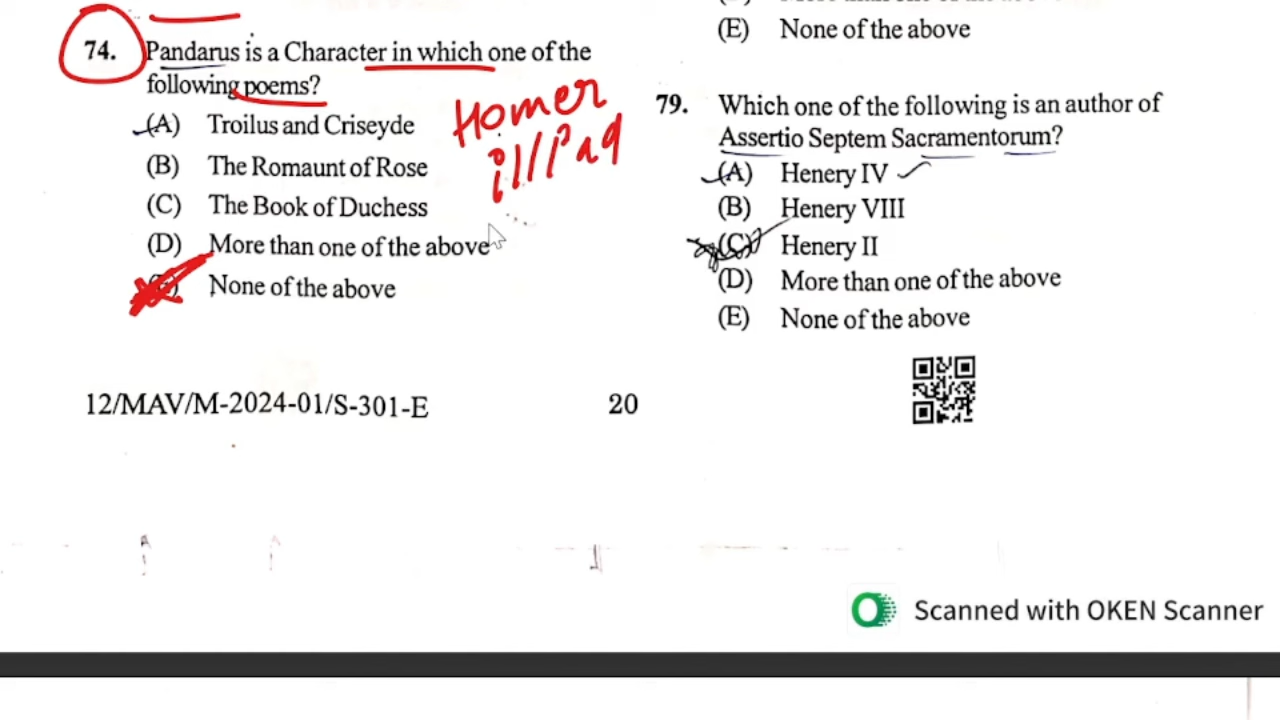 74. Pandarus is a Character in which one of the
following poems?
(A) Troilus and Criseyde
(B) The Romaunt of Rose
(C) The Book of Duchess
(D) More than one of the above
None of the above
Homer
illPad
12/MAV/M-2024-01/S-301-E
20
(E) None of the above
79. Which one of the following is an author of
Assertio Septem Sacramentorum?
(A) Henery IV
(B) Henery VIII
(C) Henery II
(D) More than one of the above
(E) None of the above
Scanned with OKEN Scanner